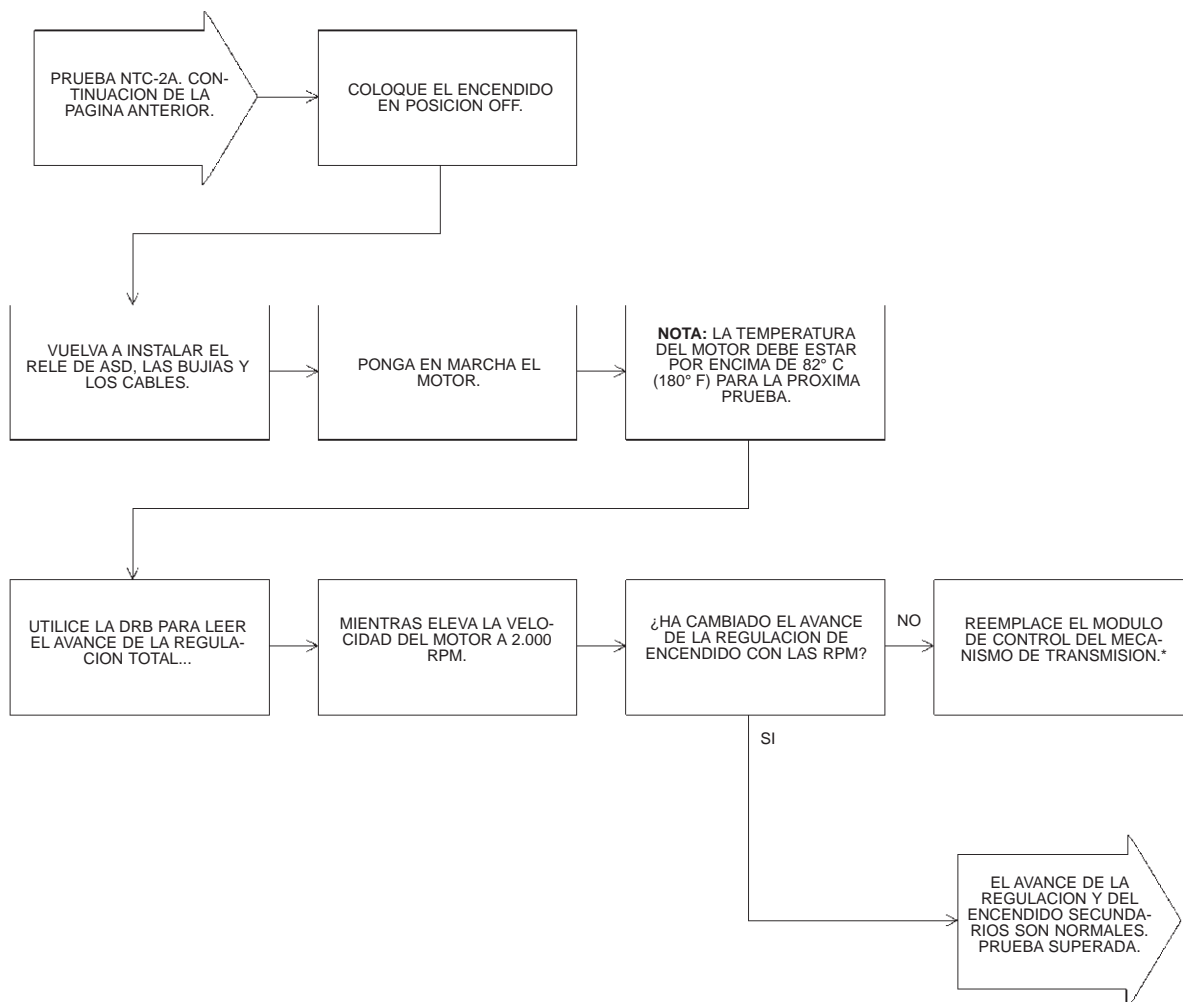 PRUEBA NTC-2A. CON-
TINUACION DE LA
PAGINA ANTERIOR.
COLOQUE EL ENCENDIDO
EN POSICION OFF.
VUELVA A INSTALAR EL
RELE DE ASD, LAS BUJIAS Y
LOS CABLES.
PONGA EN MARCHA EL
MOTOR.
NOTA: LA TEMPERATURA
DEL MOTOR DEBE ESTAR
POR ENCIMA DE 82° C
(180° F) PARA LA PROXIMA
PRUEBA.
UTILICE LA DRB PARA LEER
EL AVANCE DE LA REGULA-
CION TOTAL...
MIENTRAS ELEVA LA VELO-
CIDAD DEL MOTOR A 2.000
RPM.
¿HA CAMBIADO EL AVANCE
DE LA REGULACION DE
ENCENDIDO CON LAS RPM?
NO
REEMPLACE EL MODULO
DE CONTROL DEL MECA-
NISMO DE TRANSMISION.*
SI
EL AVANCE DE LA
REGULACION Y DEL
ENCENDIDO SECUNDA-
RIOS SON NORMALES.
PRUEBA SUPERADA.